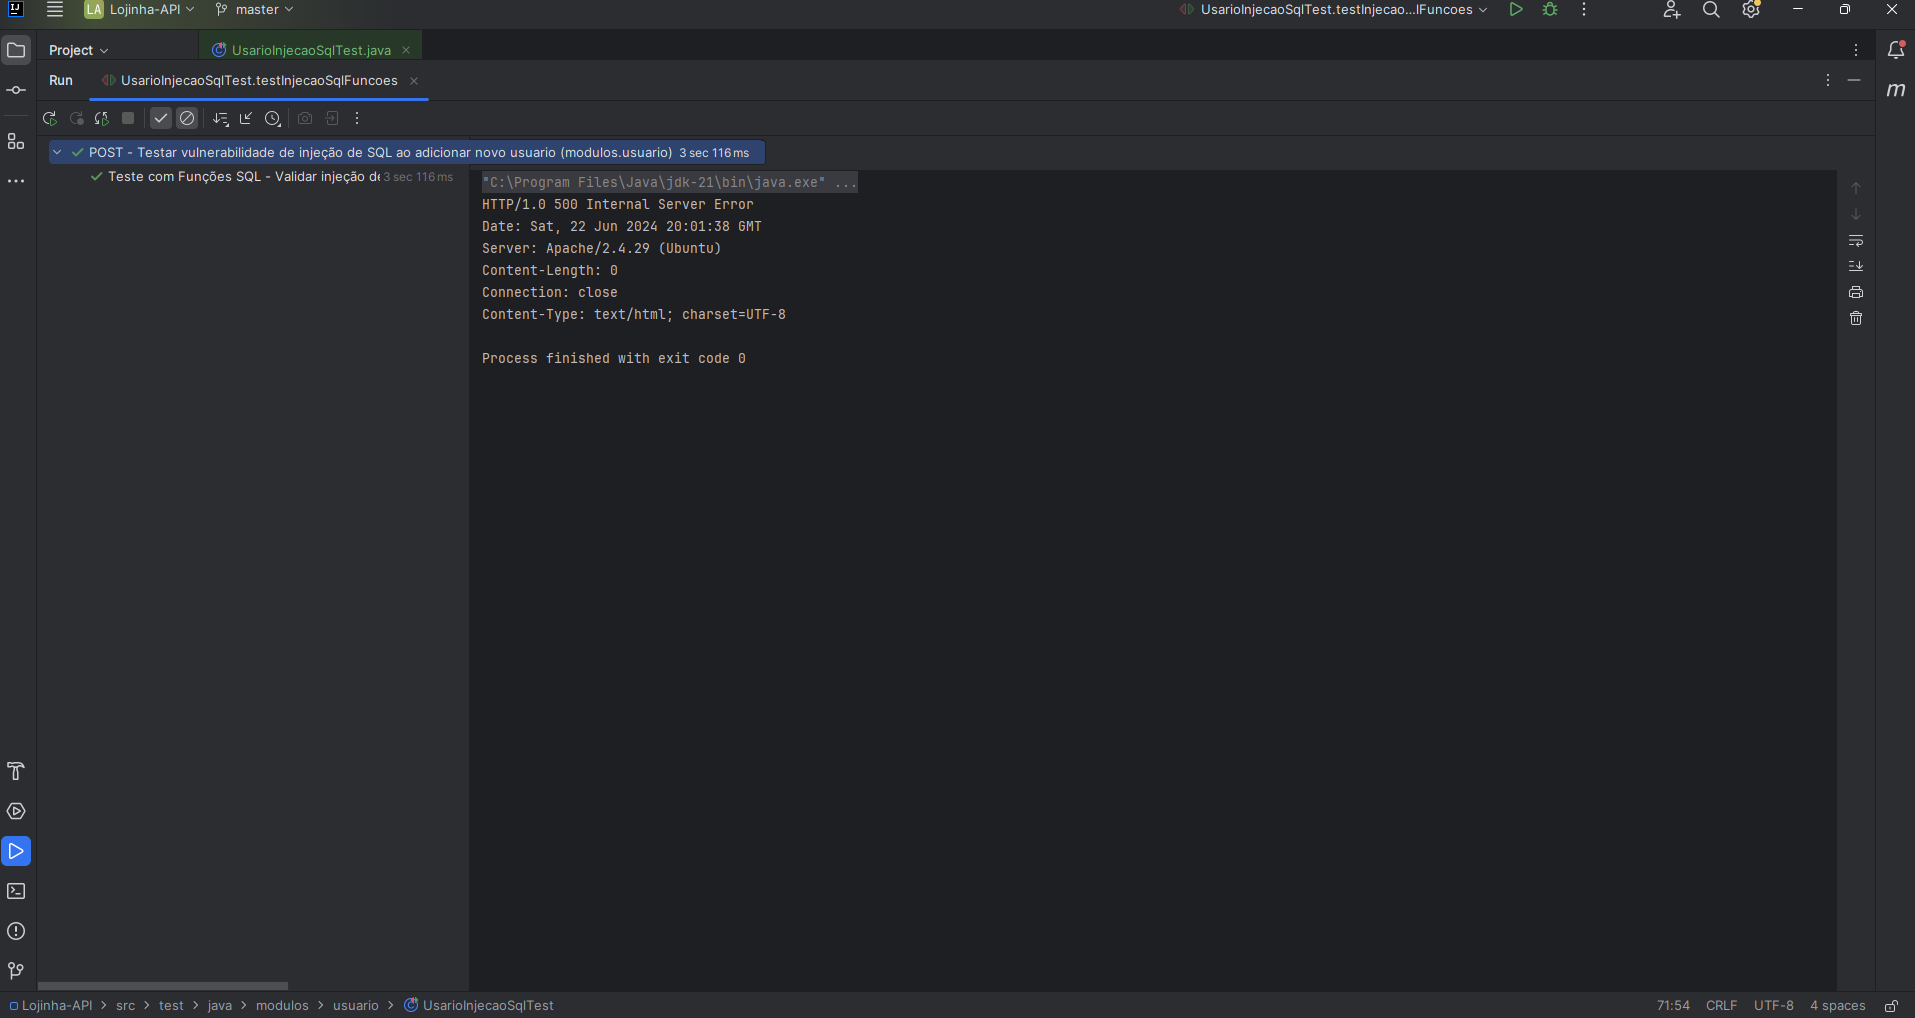 LA Lojinha-API master UsarioInjecaoSqlTest.testInjecao...lFuncoes
Project UsarioInjecaoSqlTest.java
Run UsarioInjecaoSqlTest.testInjecaoSqlFuncoes
POST - Testar vulnerabilidade de injeção de SQL ao adicionar novo usuario (modulos.usuario) 3 sec 116 ms
Teste com Funções SQL - Validar injeção de 3 sec 116 ms
"C:\Program Files\Java\jdk-21\bin\java.exe" ...
HTTP/1.0 500 Internal Server Error
Date: Sat, 22 Jun 2024 20:01:38 GMT
Server: Apache/2.4.29 (Ubuntu)
Content-Length: 0
Connection: close
Content-Type: text/html; charset=UTF-8
Process finished with exit code 0
Lojinha-API > src > test > java > modulos > usuario > UsarioInjecaoSqlTest 71:54 CRLF UTF-8 4 spaces